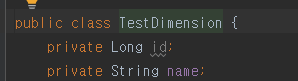 public class TestDimension {
private Long id;
private String name;